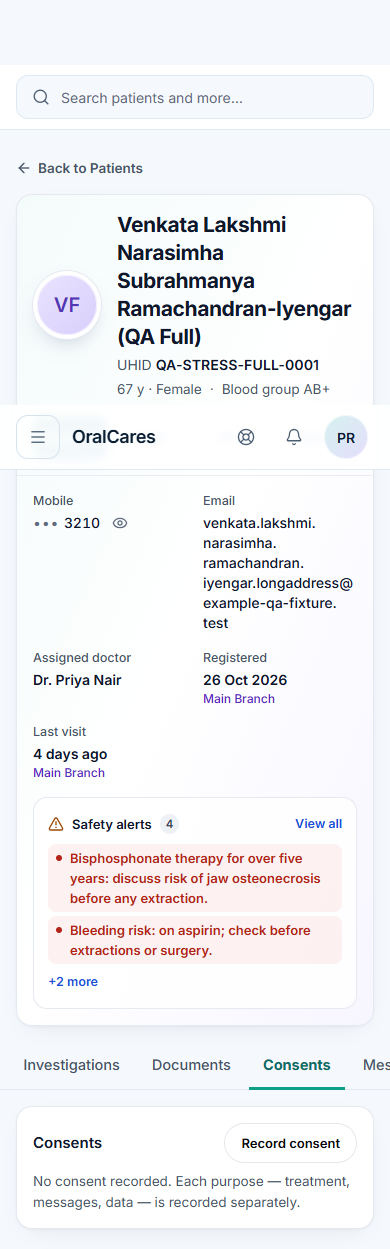 Search patients and more...
Back to Patients
VF
Venkata Lakshmi
Narasimha
Subrahmanya
Ramachandran-Iyengar
(QA Full)
UHID QA-STRESS-FULL-0001
67 y · Female · Blood group AB+
OralCares
PR
Mobile
••• 3210
Email
venkata.lakshmi.
narasimha.
ramachandran.
iyengar.longaddress@
example-qa-fixture.
test
Assigned doctor
Dr. Priya Nair
Registered
26 Oct 2026
Main Branch
Last visit
4 days ago
Main Branch
Safety alerts 4
View all
• Bisphosphonate therapy for over five
years: discuss risk of jaw osteonecrosis
before any extraction.
• Bleeding risk: on aspirin; check before
extractions or surgery.
+2 more
Investigations Documents Consents Mes
Consents
Record consent
No consent recorded. Each purpose — treatment,
messages, data — is recorded separately.